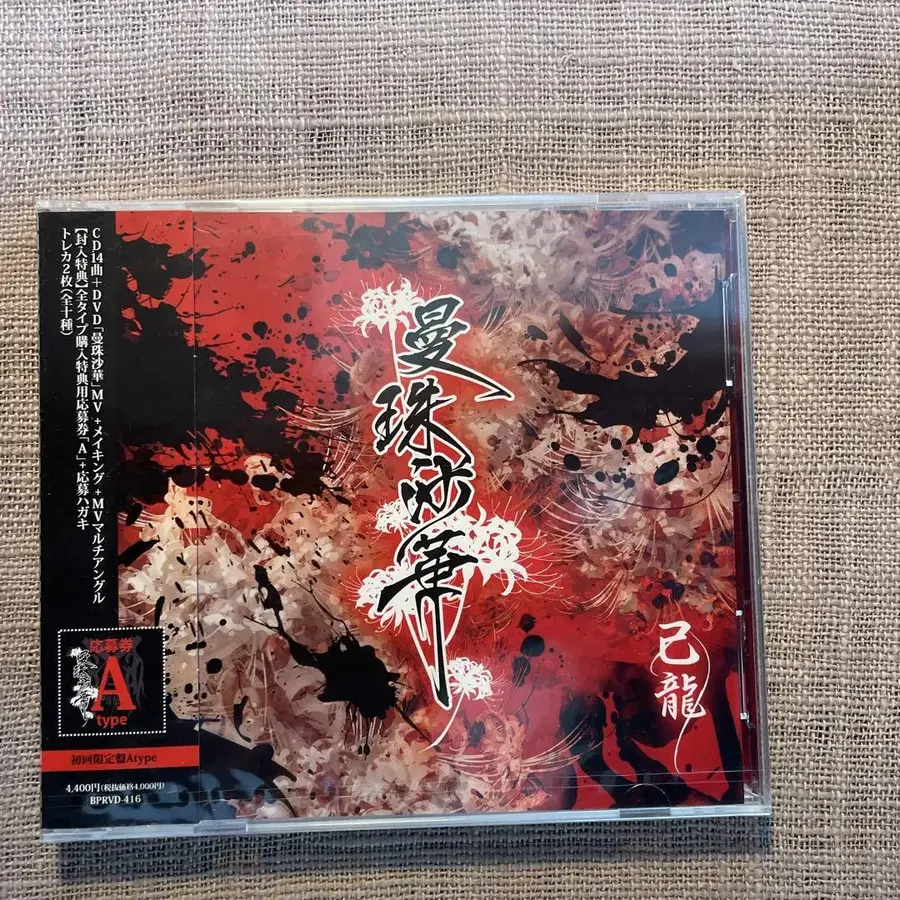 CD14曲+DVD「曼珠沙華」MV+メイキング+MVマルチアングル
【封入特典】全タイプ購入特典用応募券「A」+応募ハガキ
トレカ2枚(全十種)
応募券
A
type
初回限定盤Atype
4,400円(税抜価格4,000円)
BPRVD-416
曼珠沙華
己龍